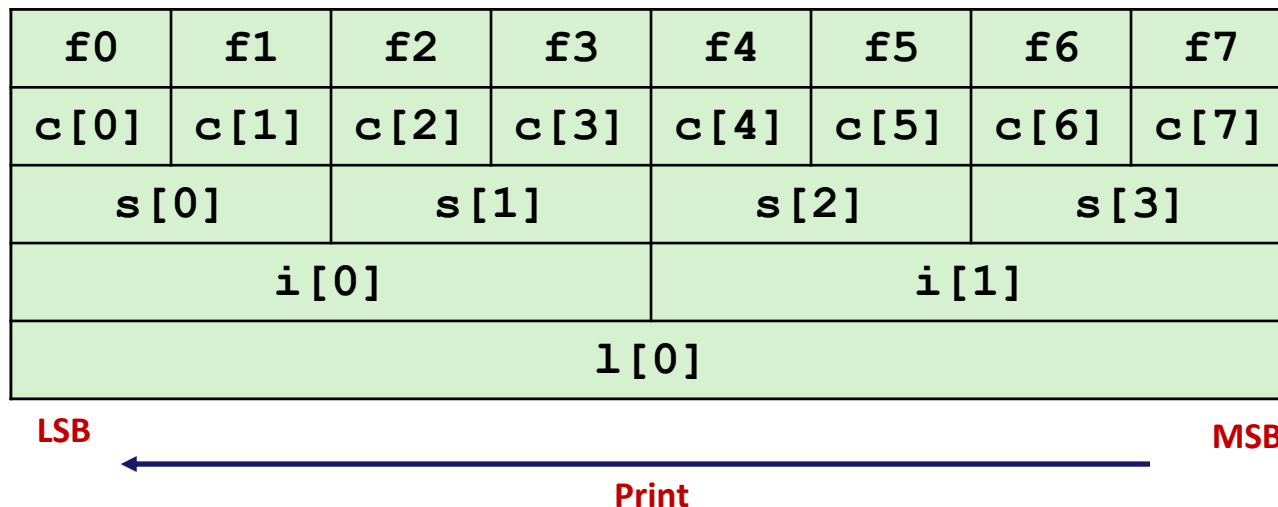 f0 f1 f2 f3 f4 f5 f6 f7
c[0] c[1] c[2] c[3] c[4] c[5] c[6] c[7]
s[0] s[1] s[2] s[3]
i[0] i[1]
l[0]
LSB MSB
Print